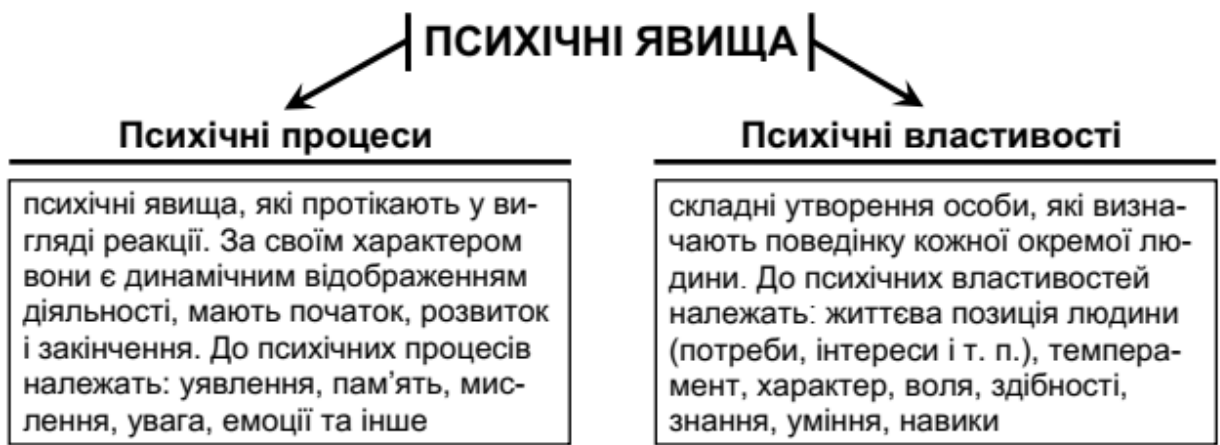 ПСИХІЧНІ ЯВИЩА
Психічні процеси
психічні явища, які протікають у ви-
гляді реакції. За своїм характером
вони є динамічним відображенням
діяльності, мають початок, розвиток
і закінчення. До психічних процесів
належать: уявлення, пам’ять, мис-
лення, увага, емоції та інше
Психічні властивості
складні утворення особи, які визна-
чають поведінку кожної окремої лю-
дини. До психічних властивостей
належать: життєва позиція людини
(потреби, інтереси і т. п.), темпера-
мент, характер, воля, здібності,
знання, уміння, навики